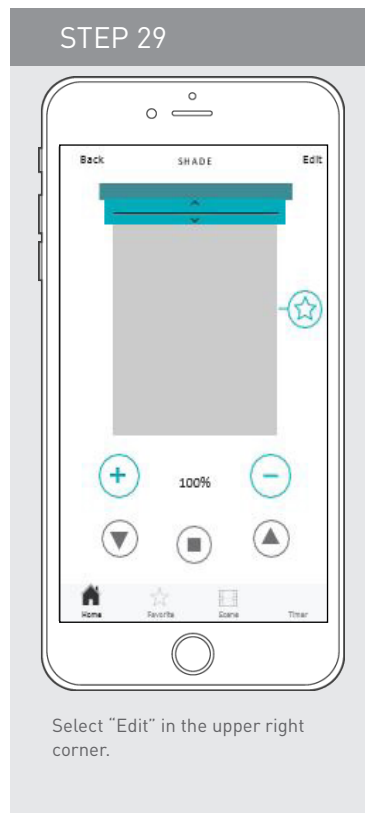 STEP 29
Back SHADE Edit
100%
Home Favorite Scene Timer
Select “Edit” in the upper right
corner.